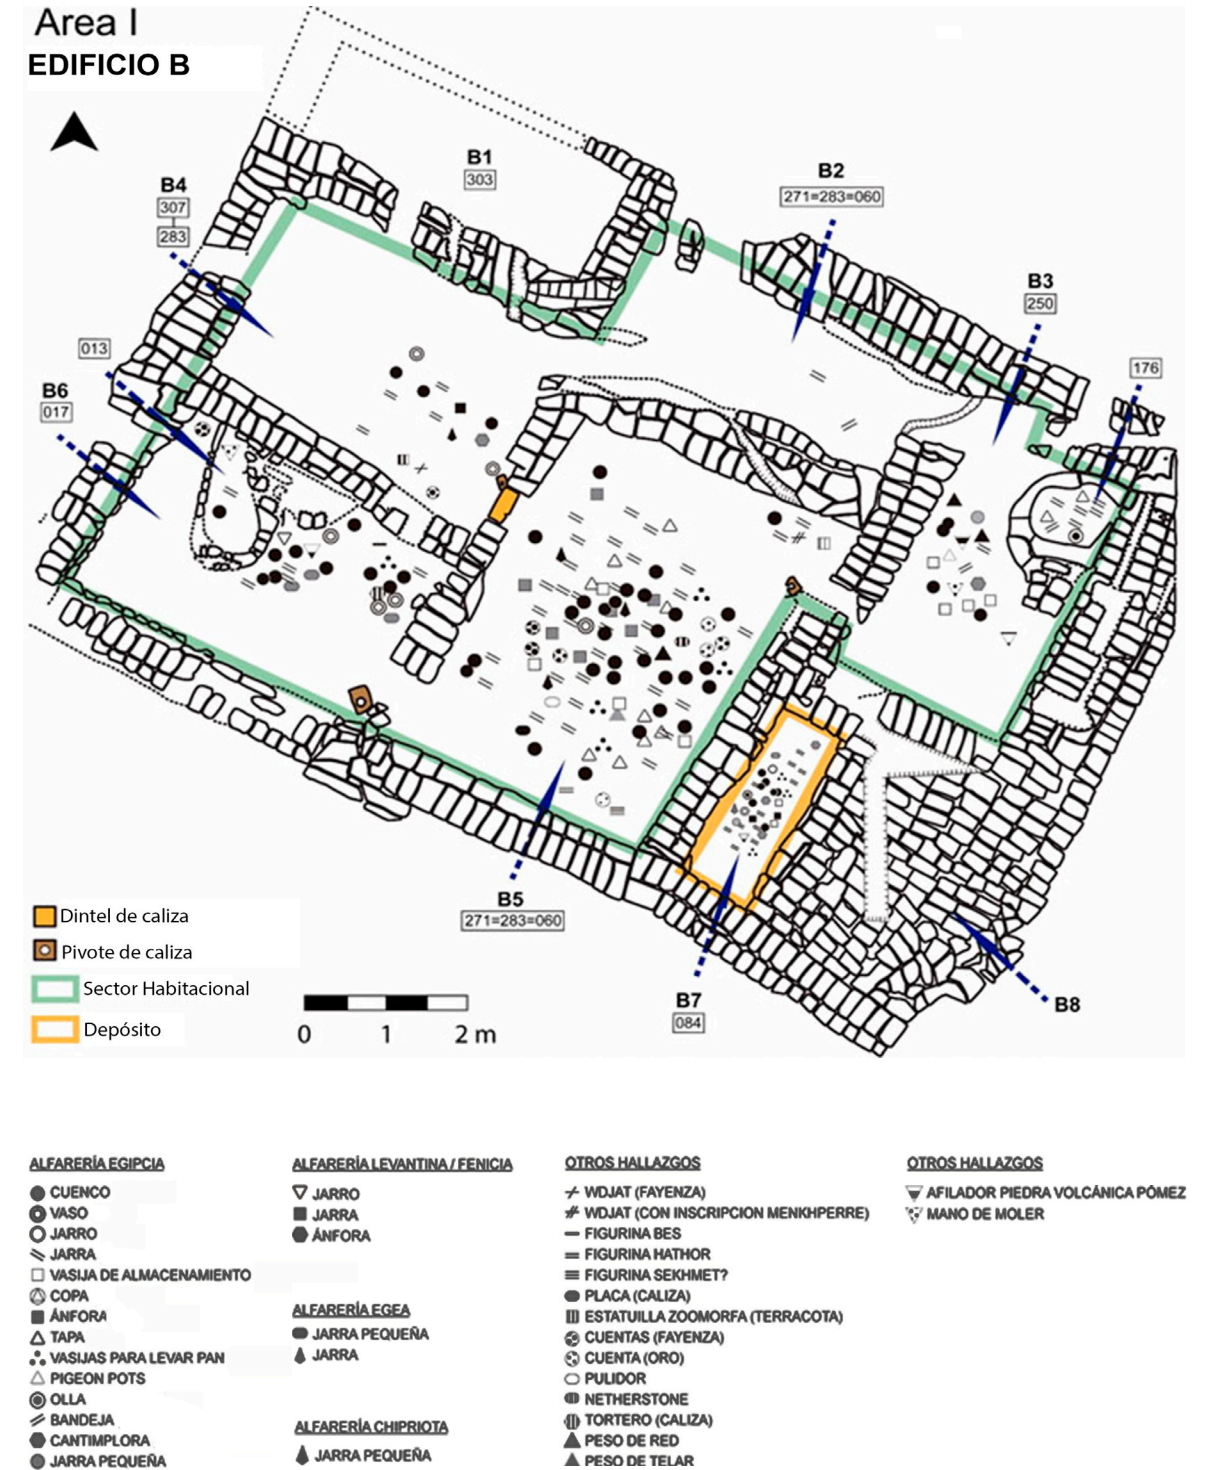 Area I
EDIFICIO B
B1
303
B2
271=283=060
B4
307
283
B3
250
013
176
B6
017
B5
271=283=060
B7
084
B8
Dintel de caliza
Pivote de caliza
Sector Habitacional
Depósito
0 1 2 m
ALFARERÍA EGIPCIA
CUENCO
VASO
JARRO
JARRA
VASIJA DE ALMACENAMIENTO
COPA
ÁNFORA
TAPA
VASIJAS PARA LEVAR PAN
PIGEON POTS
OLLA
BANDEJA
CANTIMPLORA
JARRA PEQUEÑA
ALFARERÍA LEVANTINA / FENICIA
JARRO
JARRA
ÁNFORA
ALFARERÍA EGEA
JARRA PEQUEÑA
JARRA
ALFARERÍA CHIPRIOTA
JARRA PEQUEÑA
OTROS HALLAZGOS
WDJAT (FAYENZA)
WDJAT (CON INSCRIPCION MENKHPERRE)
FIGURINA BES
FIGURINA HATHOR
FIGURINA SEKHMET?
PLACA (CALIZA)
ESTATUILLA ZOOMORFA (TERRACOTA)
CUENTAS (FAYENZA)
CUENTA (ORO)
PULIDOR
NETHERSTONE
TORTERO (CALIZA)
PESO DE RED
PESO DE TELAR
OTROS HALLAZGOS
AFILADOR PIEDRA VOLCÁNICA PÓMEZ
MANO DE MOLER